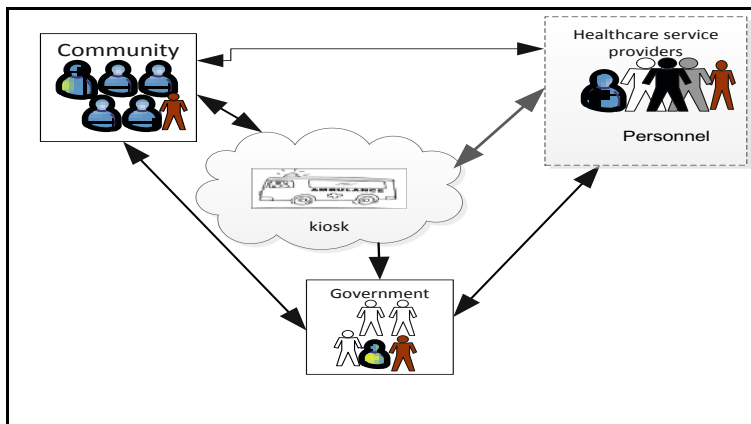 Community
Healthcare service
providers
Personnel
AMBULANCE
kiosk
Government